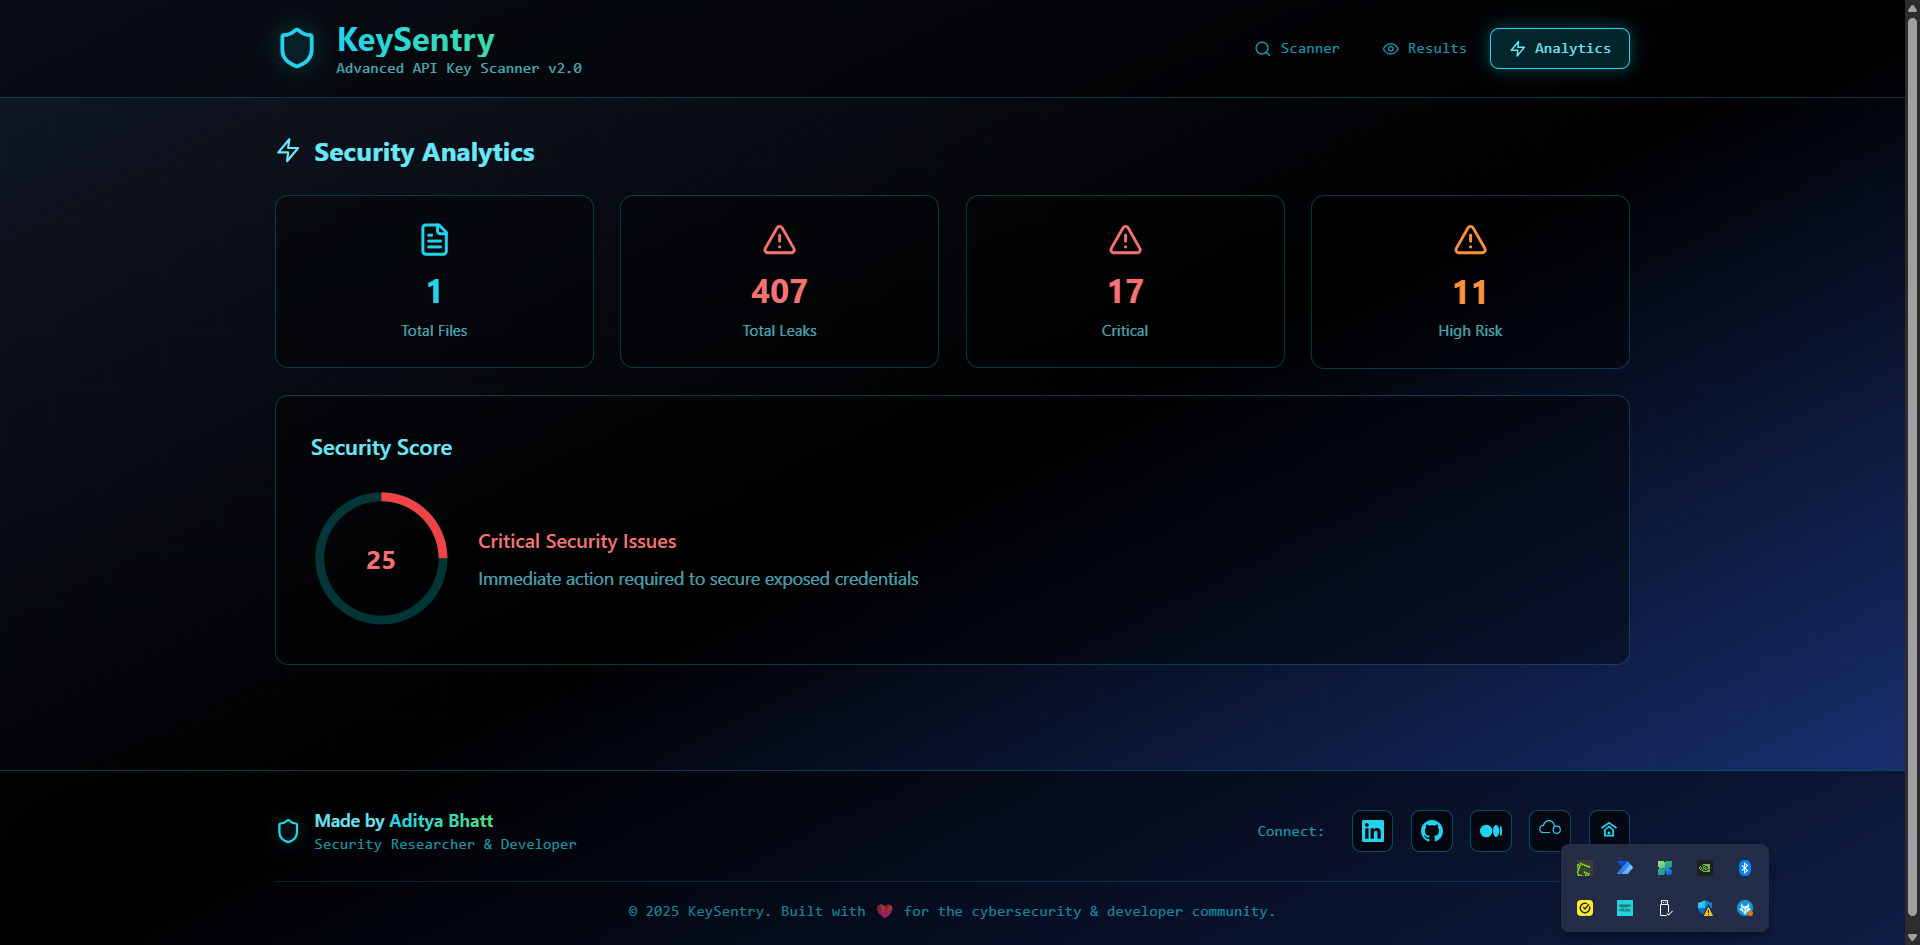 KeySentry
Advanced API Key Scanner v2.0
Scanner
Results
Analytics
Security Analytics
1
Total Files
407
Total Leaks
17
Critical
11
High Risk
Security Score
25
Critical Security Issues
Immediate action required to secure exposed credentials
Made by Aditya Bhatt
Security Researcher & Developer
Connect:
in
© 2025 KeySentry. Built with ❤ for the cybersecurity & developer community.